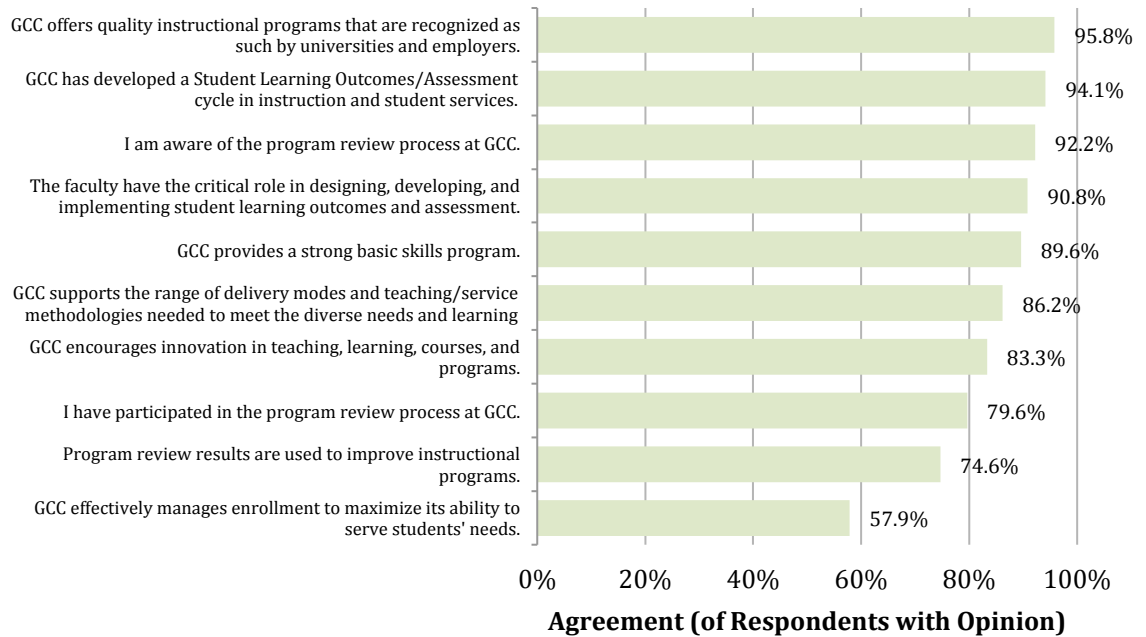 GCC offers quality instructional programs that are recognized as
such by universities and employers.
95.8%
GCC has developed a Student Learning Outcomes/Assessment
cycle in instruction and student services.
94.1%
I am aware of the program review process at GCC.
92.2%
The faculty have the critical role in designing, developing, and
implementing student learning outcomes and assessment.
90.8%
GCC provides a strong basic skills program.
89.6%
GCC supports the range of delivery modes and teaching/service
methodologies needed to meet the diverse needs and learning
86.2%
GCC encourages innovation in teaching, learning, courses, and
programs.
83.3%
I have participated in the program review process at GCC.
79.6%
Program review results are used to improve instructional
programs.
74.6%
GCC effectively manages enrollment to maximize its ability to
serve students' needs.
57.9%
0% 20% 40% 60% 80% 100%
Agreement (of Respondents with Opinion)